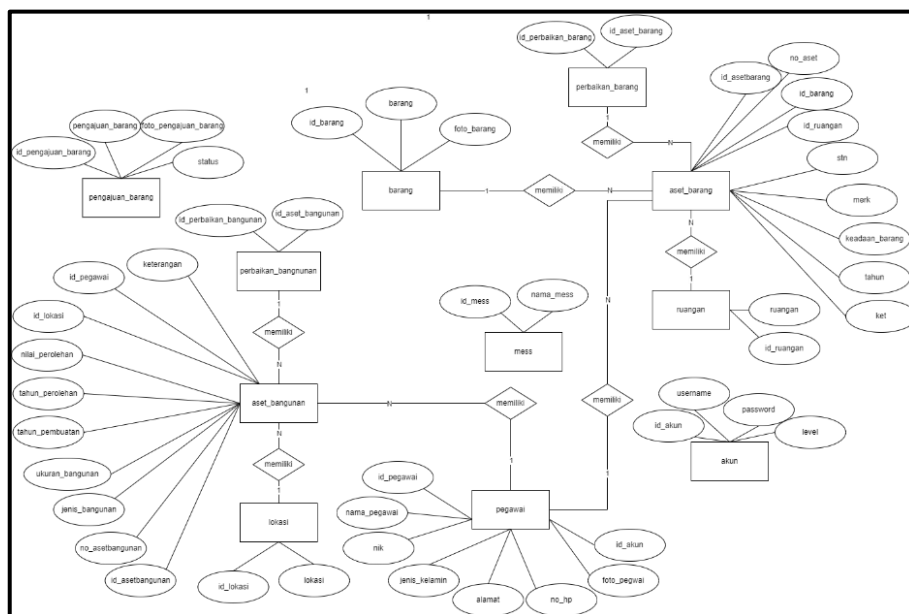 1
id_perbaikan_barang
id_aset_barang
no_aset
id_asetbarang
perbaikan_barang
1
barang
id_barang
id_barang
foto_barang
id_ruangan
pengajuan_barang
foto_pengajuan_barang
id_pengajuan_barang
status
1
memiliki
N
stn
pengajuan_barang
barang
1
memiliki
N
aset_barang
merk
id_perbaikan_bangunan
id_aset_bangunan
N
keadaan_barang
keterangan
id_pegawai
perbaikan_bangnunan
memiliki
tahun
id_mess
nama_mess
N
1
id_lokasi
1
ruangan
ruangan
ket
memiliki
mess
id_ruangan
nilai_perolehan
N
tahun_perolehan
aset_bangunan
N
memiliki
memiliki
username
password
tahun_pembuatan
N
id_akun
level
ukuran_bangunan
memiliki
1
1
akun
jenis_bangunan
1
id_pegawai
no_asetbangunan
lokasi
nama_pegawai
pegawai
nik
id_akun
id_asetbangunan
id_lokasi
lokasi
jenis_kelamin
foto_pegwai
alamat
no_hp